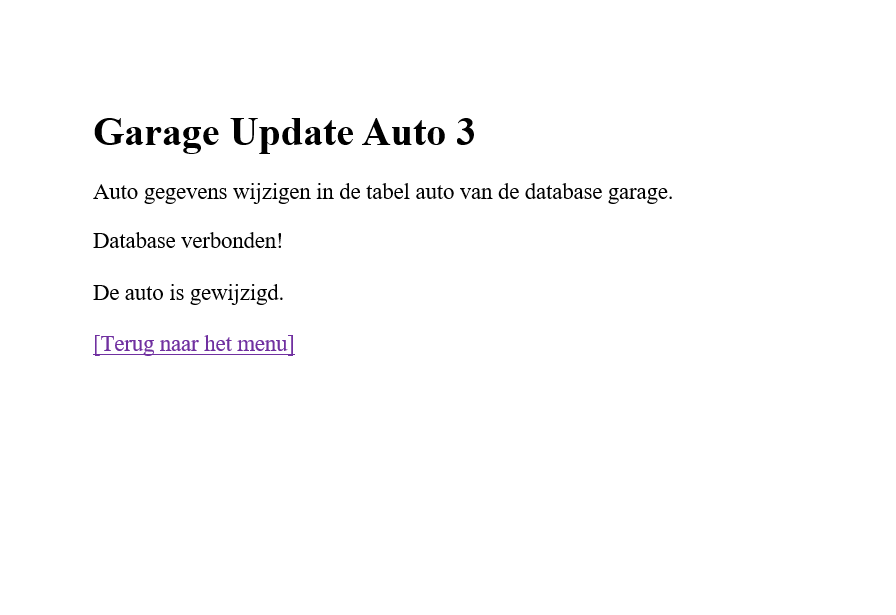 Garage Update Auto 3
Auto gegevens wijzigen in de tabel auto van de database garage.
Database verbonden!
De auto is gewijzigd.
[Terug naar het menu]